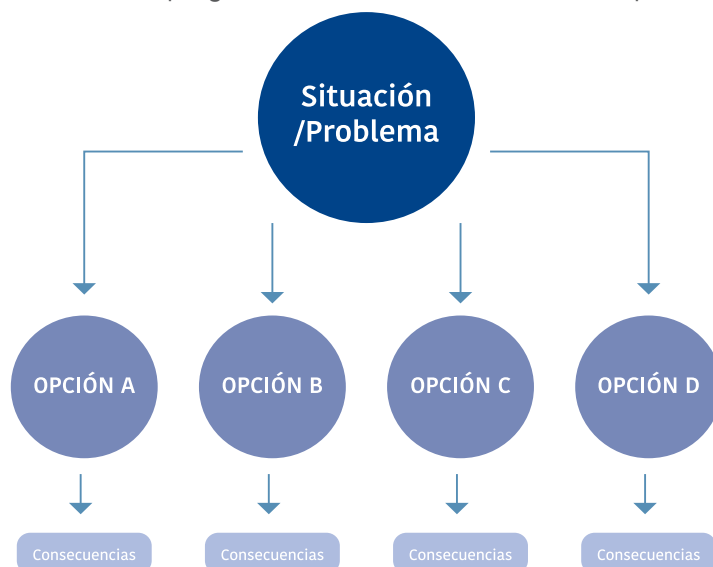 Situación
/Problema
OPCIÓN A
OPCIÓN B
OPCIÓN C
OPCIÓN D
Consecuencias
Consecuencias
Consecuencias
Consecuencias